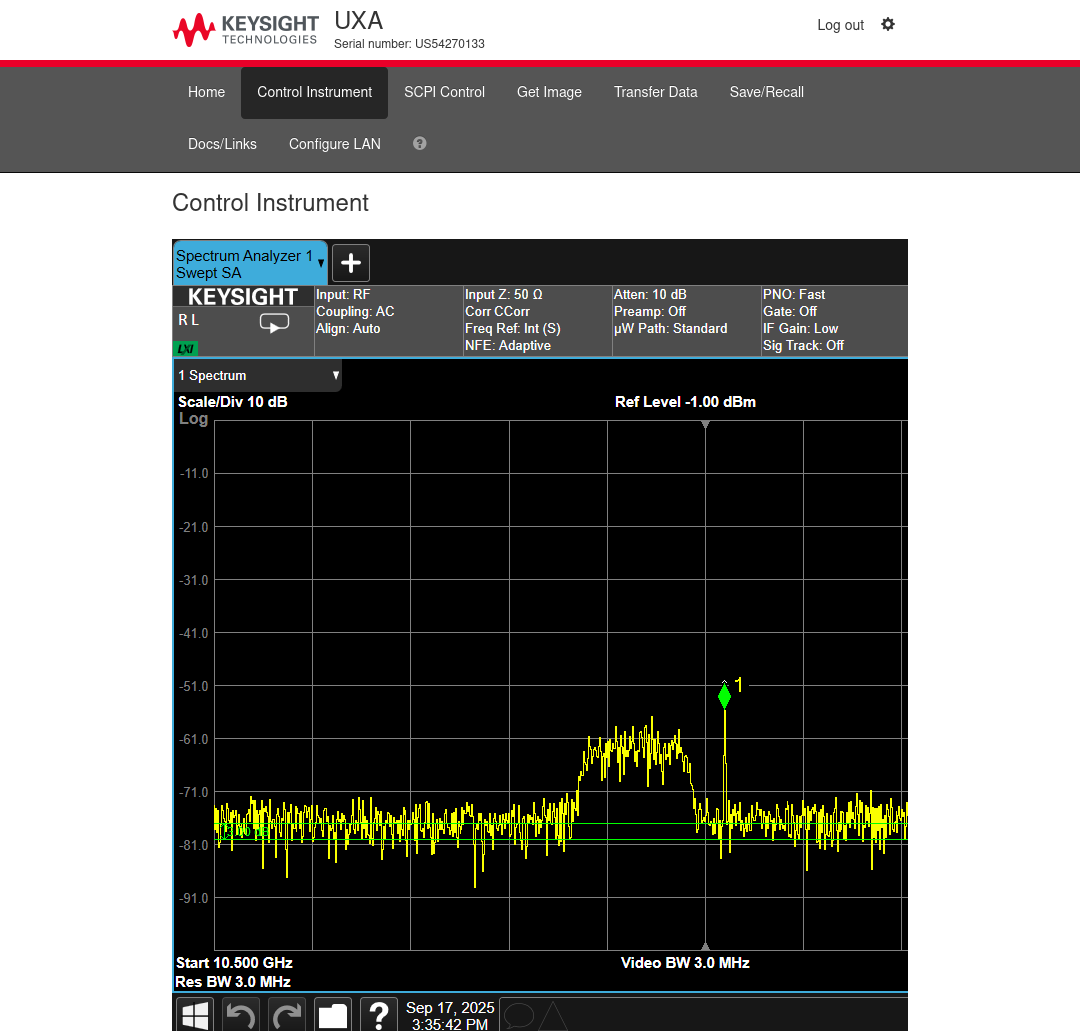 KEYSIGHT
TECHNOLOGIES
UXA
Serial number: US54270133
Log out
Home
Control Instrument
SCPI Control
Get Image
Transfer Data
Save/Recall
Docs/Links
Configure LAN
?
Control Instrument
Spectrum Analyzer 1
Swept SA
+
KEYSIGHT
R L
LXI
Input: RF
Coupling: AC
Align: Auto
Input Z: 50 Ω
Corr CCorr
Freq Ref: Int (S)
NFE: Adaptive
Atten: 10 dB
Preamp: Off
µW Path: Standard
PNO: Fast
Gate: Off
IF Gain: Low
Sig Track: Off
1 Spectrum
Scale/Div 10 dB
Ref Level -1.00 dBm
Log
-11.0
-21.0
-31.0
-41.0
-51.0
1
-61.0
-71.0
-81.0
-91.0
Start 10.500 GHz
Video BW 3.0 MHz
Res BW 3.0 MHz
?
Sep 17, 2025
3:35:42 PM